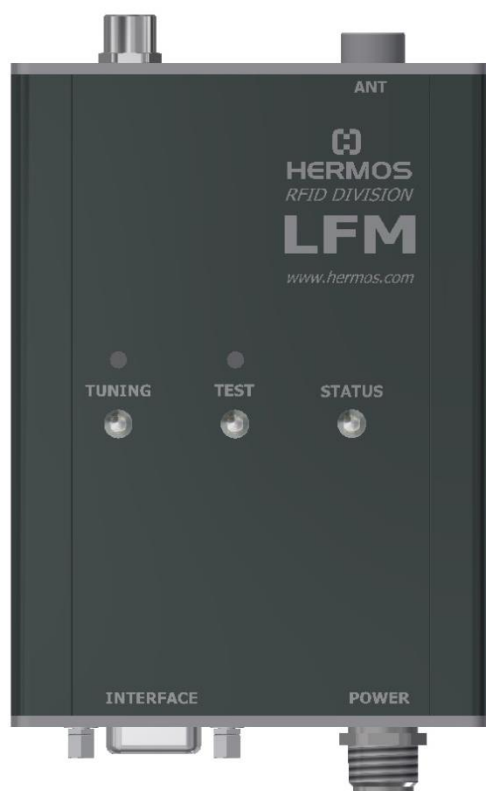 ANT
HERMOS
RFID DIVISION
LFM
www.hermos.com
TUNING TEST STATUS
INTERFACE POWER